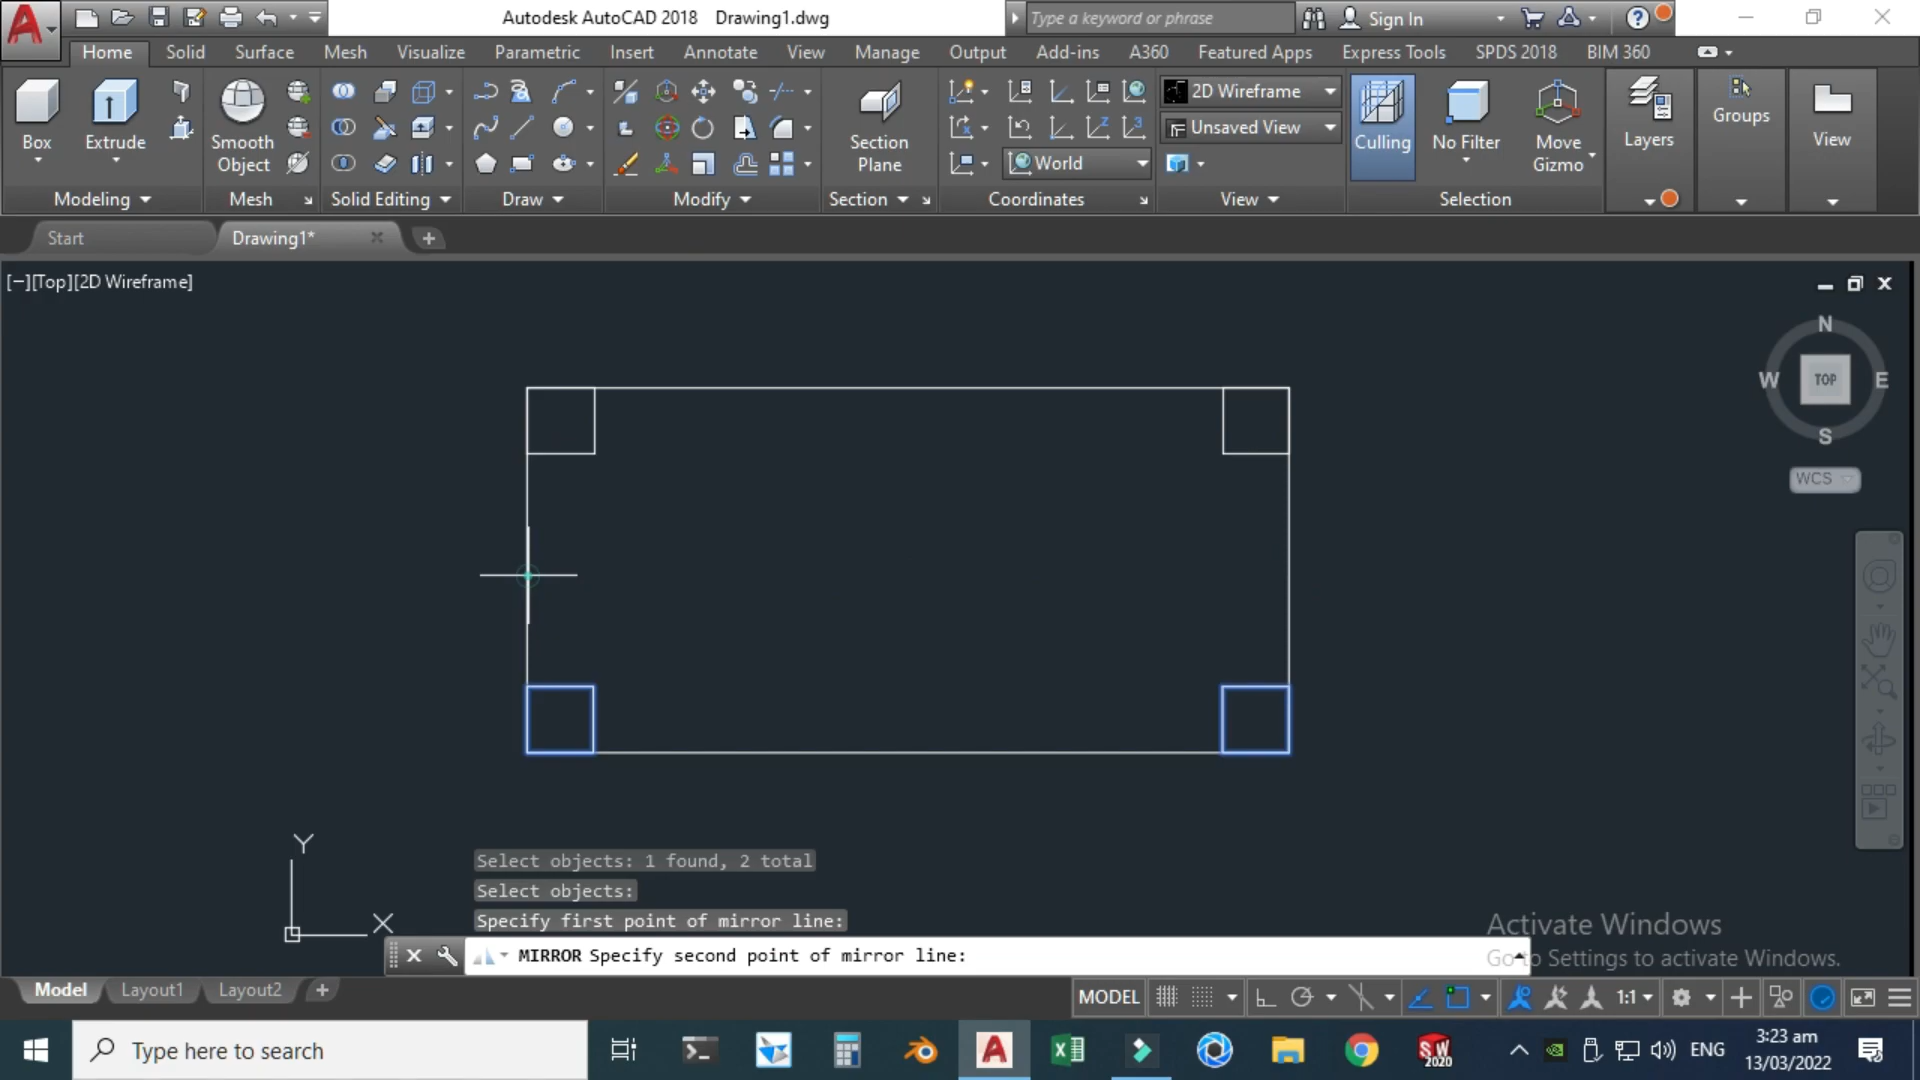 Autodesk AutoCAD 2018 Drawing1.dwg
Type a keyword or phrase
Sign In
Home Solid Surface Mesh Visualize Parametric Insert Annotate View Manage Output Add-ins A360 Featured Apps Express Tools SPDS 2018 BIM 360
Box
Extrude
Smooth
Object
Section
Plane
World
2D Wireframe
Unsaved View
Culling
No Filter
Move
Gizmo
Layers
Groups
View
Modeling Mesh Solid Editing Draw Modify Section Coordinates View Selection
Start Drawing1*
[−][Top][2D Wireframe]
N
W TOP E
S
WCS
Y
X
Select objects: 1 found, 2 total
Select objects:
Specify first point of mirror line:
MIRROR Specify second point of mirror line:
Activate Windows
Go to Settings to activate Windows.
Model Layout1 Layout2
MODEL
1:1
Type here to search
SW
2020
ENG
3:23 am
13/03/2022